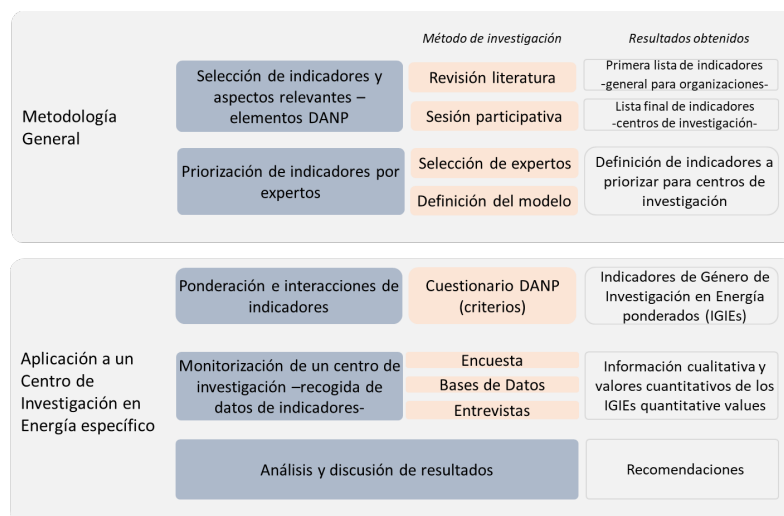 Método de investigación
Resultados obtenidos
Metodología
General
Selección de indicadores y
aspectos relevantes –
elementos DANP
Revisión literatura
Primera lista de indicadores
-general para organizaciones-
Sesión participativa
Lista final de indicadores
-centros de investigación-
Priorización de indicadores por
expertos
Selección de expertos
Definición del modelo
Definición de indicadores a
priorizar para centros de
investigación
Aplicación a un
Centro de
Investigación en
Energía específico
Ponderación e interacciones de
indicadores
Cuestionario DANP
(criterios)
Indicadores de Género de
Investigación en Energía
ponderados (IGIEs)
Monitorización de un centro de
investigación –recogida de
datos de indicadores-
Encuesta
Bases de Datos
Entrevistas
Información cualitativa y
valores cuantitativos de los
IGIEs quantitative values
Análisis y discusión de resultados
Recomendaciones